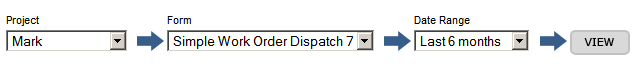 Project Form Date Range
Mark Simple Work Order Dispatch 7 Last 6 months VIEW